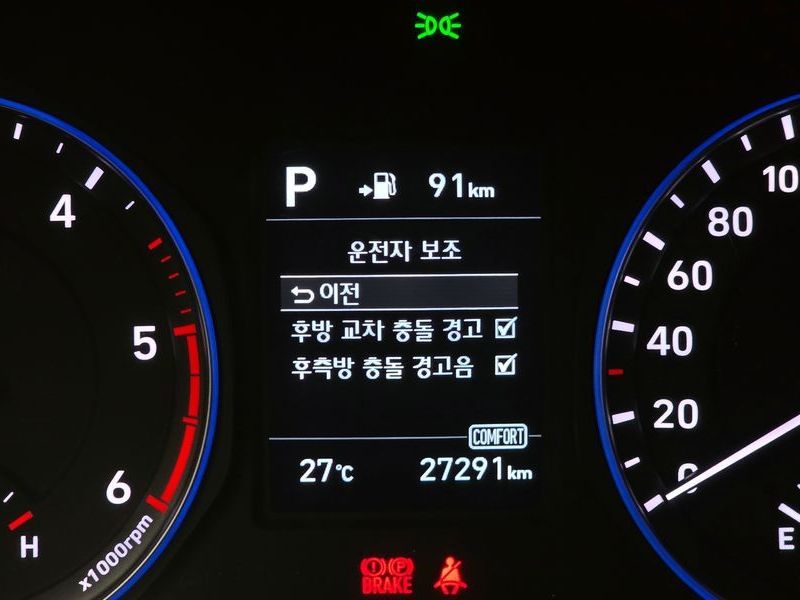 P 91km
운전자 보조
이전
후방 교차 충돌 경고
후측방 충돌 경고음
COMFORT
27℃ 27291km
4
5
6
x1000rpm
H
100
80
60
40
20
0
E
P
BRAKE